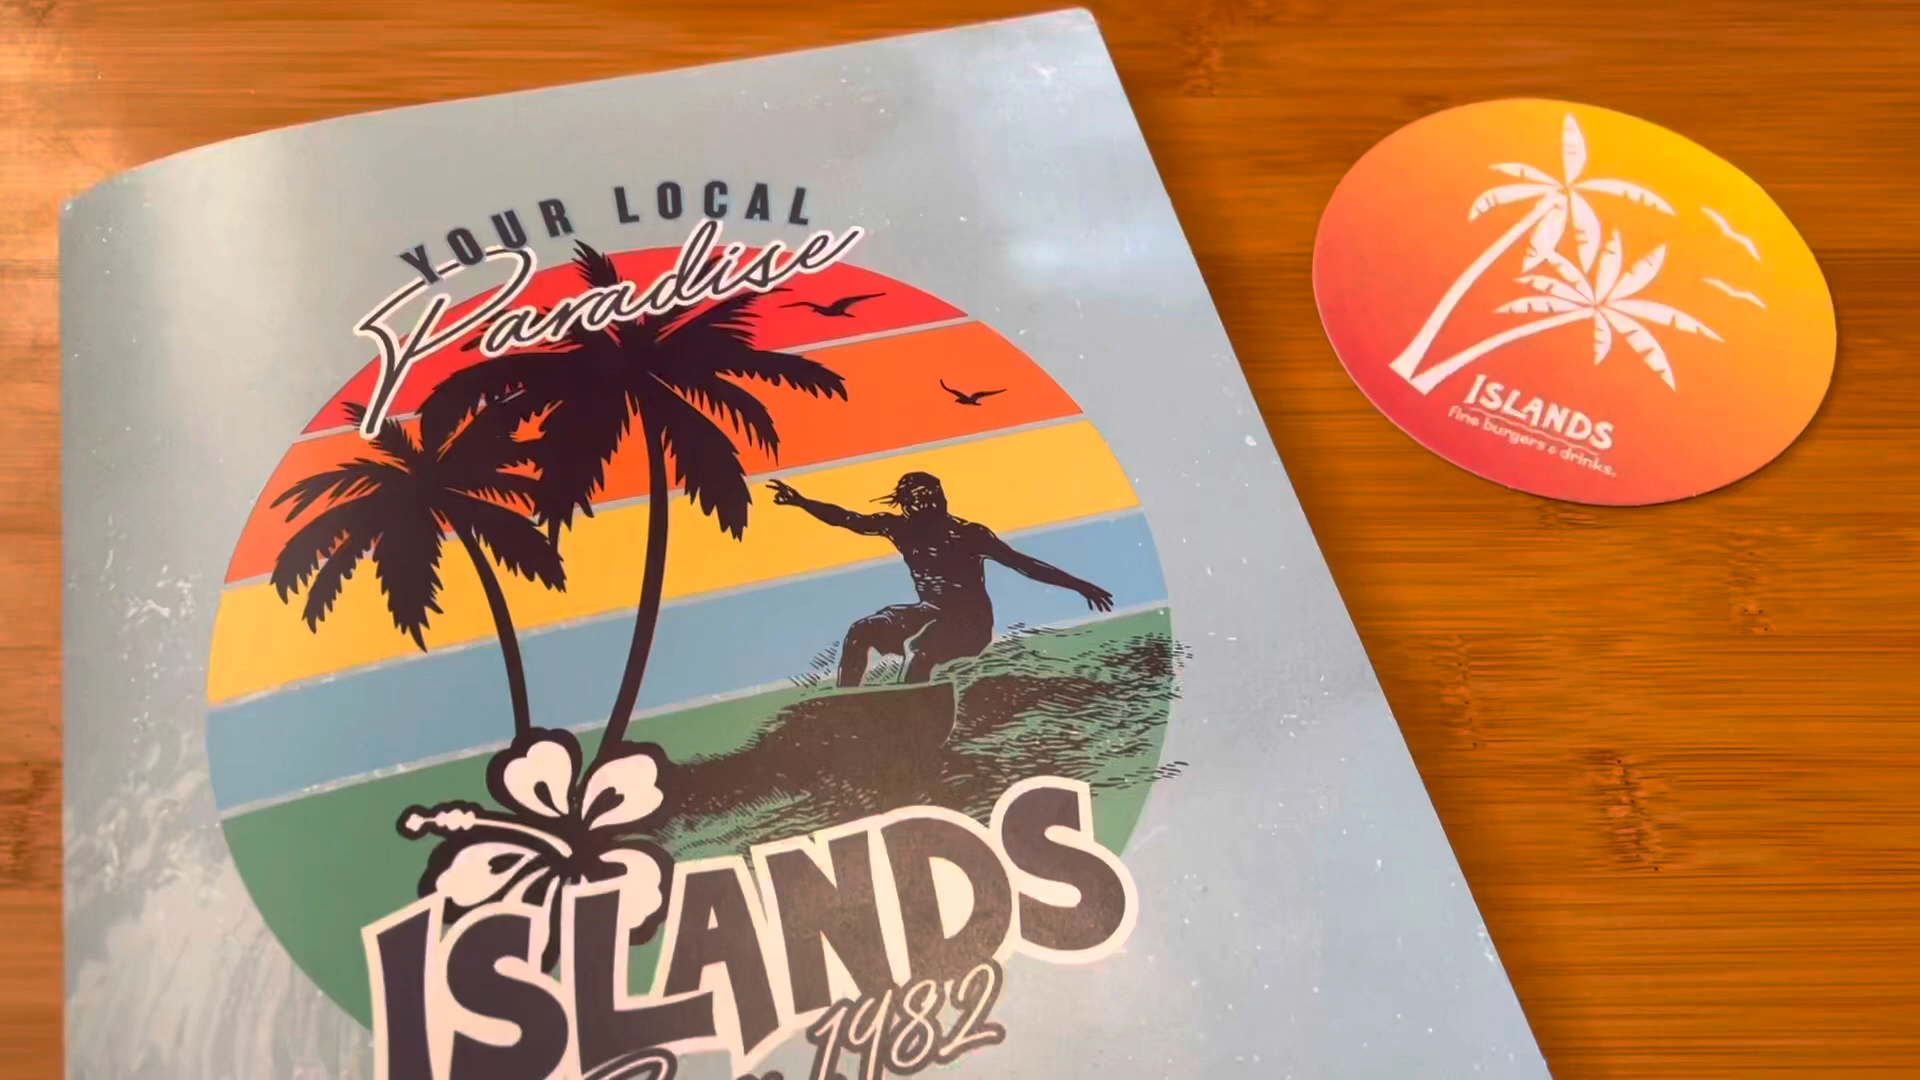 YOUR LOCAL
Paradise
ISLANDS
1982
ISLANDS
fine burgers & drinks.